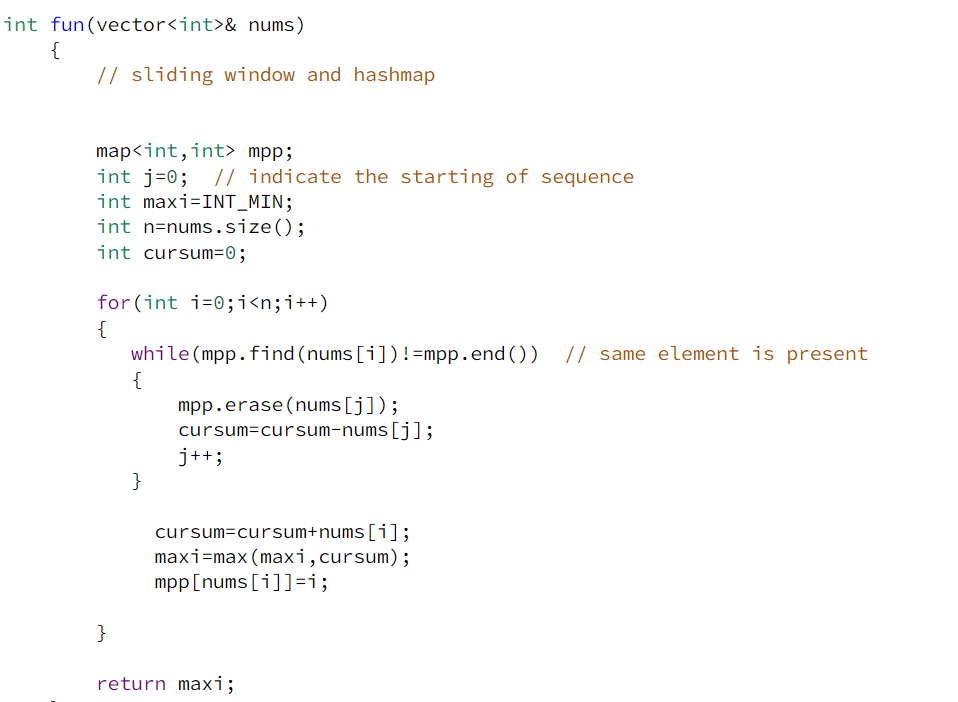 int fun(vector<int>& nums)
{
// sliding window and hashmap
map<int,int> mpp;
int j=0;  // indicate the starting of sequence
int maxi=INT_MIN;
int n=nums.size();
int cursum=0;
for(int i=0;i<n;i++)
{
while(mpp.find(nums[i])!=mpp.end())  // same element is present
{
mpp.erase(nums[j]);
cursum=cursum-nums[j];
j++;
}
cursum=cursum+nums[i];
maxi=max(maxi,cursum);
mpp[nums[i]]=i;
}
return maxi;